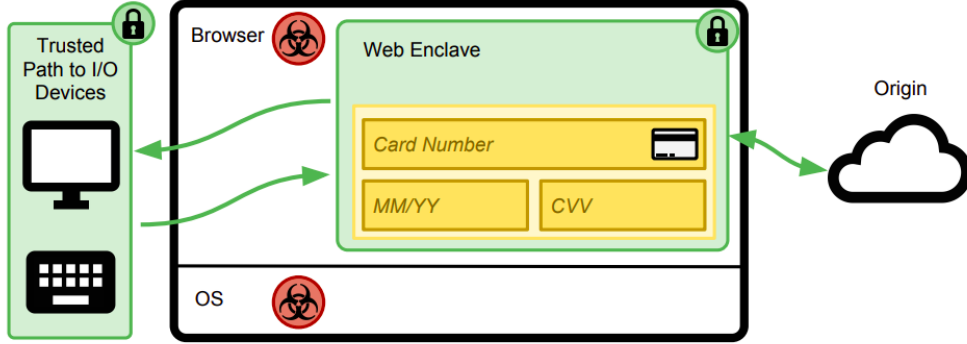 Trusted
Path to I/O
Devices
Browser
Web Enclave
Card Number
MM/YY
CVV
OS
Origin